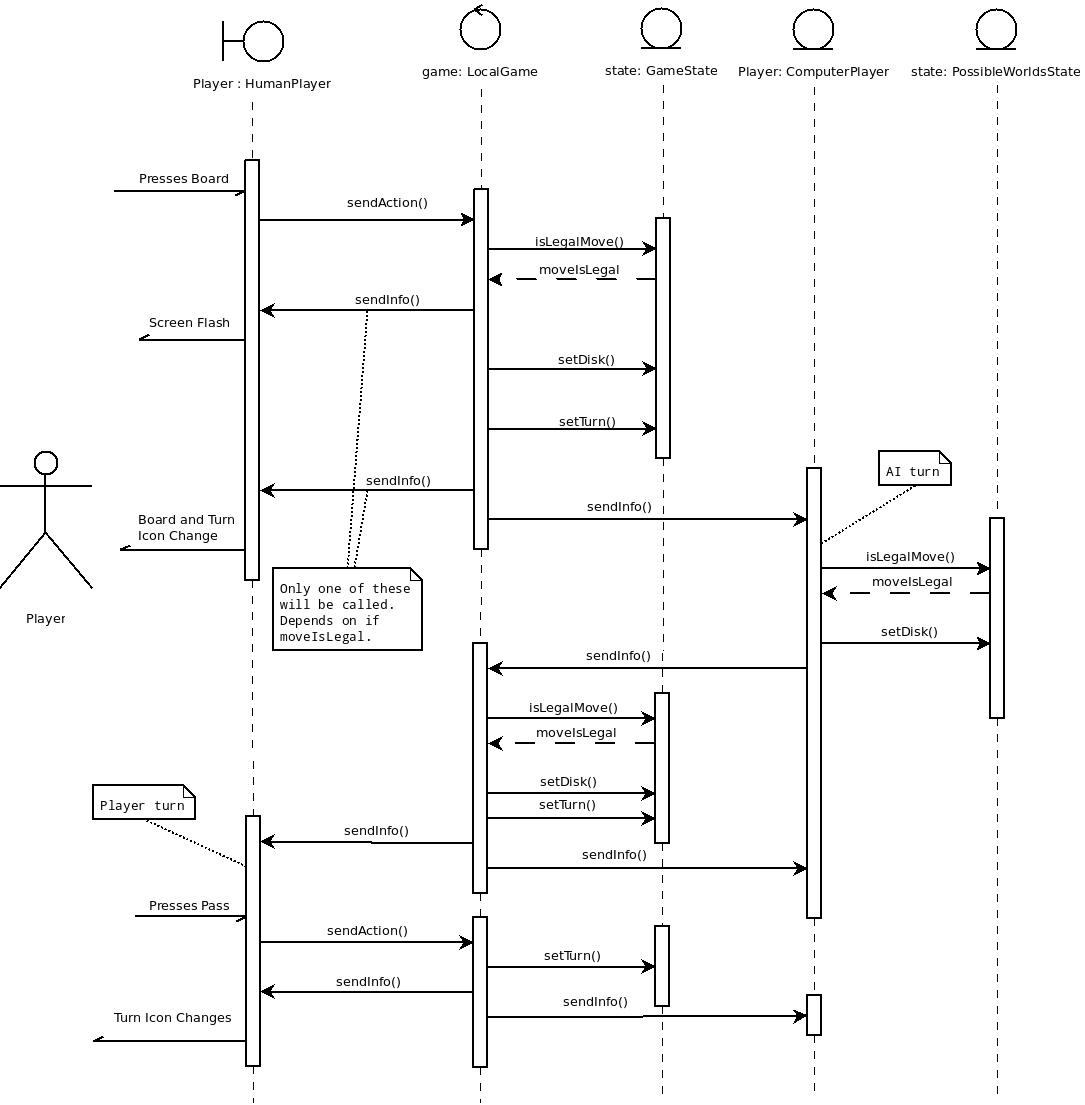 Player : HumanPlayer
game: LocalGame
state: GameState
Player: ComputerPlayer
state: PossibleWorldsState
Presses Board
sendAction()
isLegalMove()
moveIsLegal
sendInfo()
Screen Flash
setDisk()
setTurn()
AI turn
sendInfo()
sendInfo()
Board and Turn
Icon Change
isLegalMove()
moveIsLegal
Only one of these
will be called.
Depends on if
moveIsLegal.
Player
setDisk()
sendInfo()
isLegalMove()
moveIsLegal
setDisk()
setTurn()
Player turn
sendInfo()
sendInfo()
Presses Pass
sendAction()
setTurn()
sendInfo()
sendInfo()
Turn Icon Changes